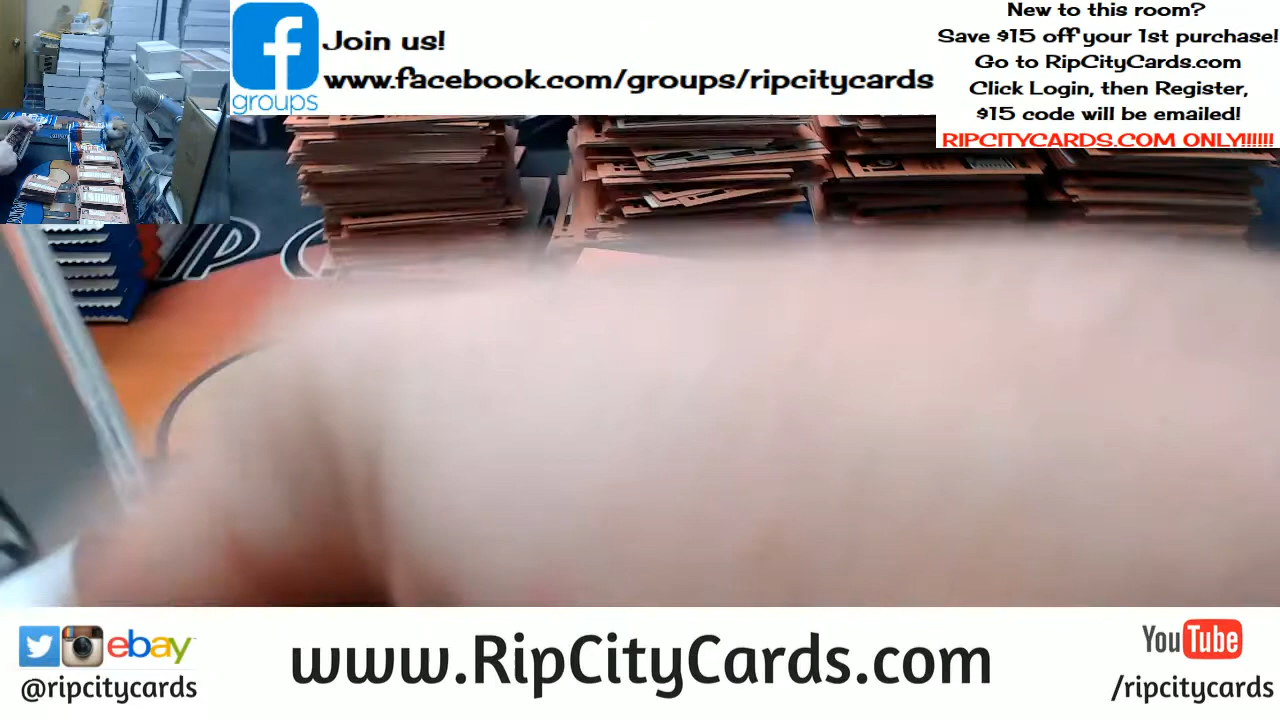 groups
Join us!
www.facebook.com/groups/ripcitycards
New to this room?
Save $15 off your 1st purchase!
Go to RipCityCards.com
Click Login, then Register,
$15 code will be emailed!
RIPCITYCARDS.COM ONLY!!!!!!
IP C
ebay
@ripcitycards
www.RipCityCards.com
YouTube
/ripcitycards